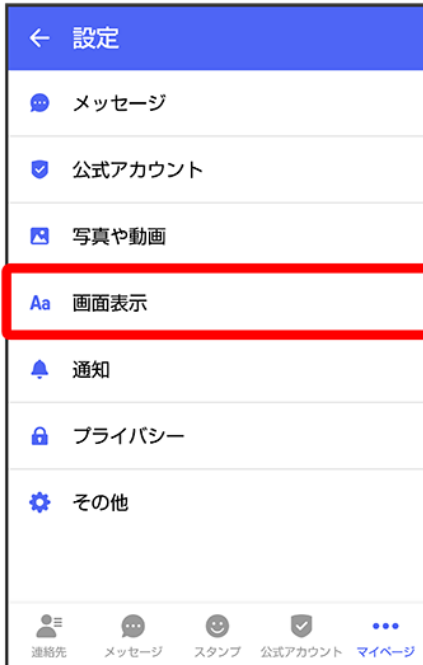 設定
メッセージ
公式アカウント
写真や動画
Aa 画面表示
通知
プライバシー
その他
連絡先 メッセージ スタンプ 公式アカウント マイページ